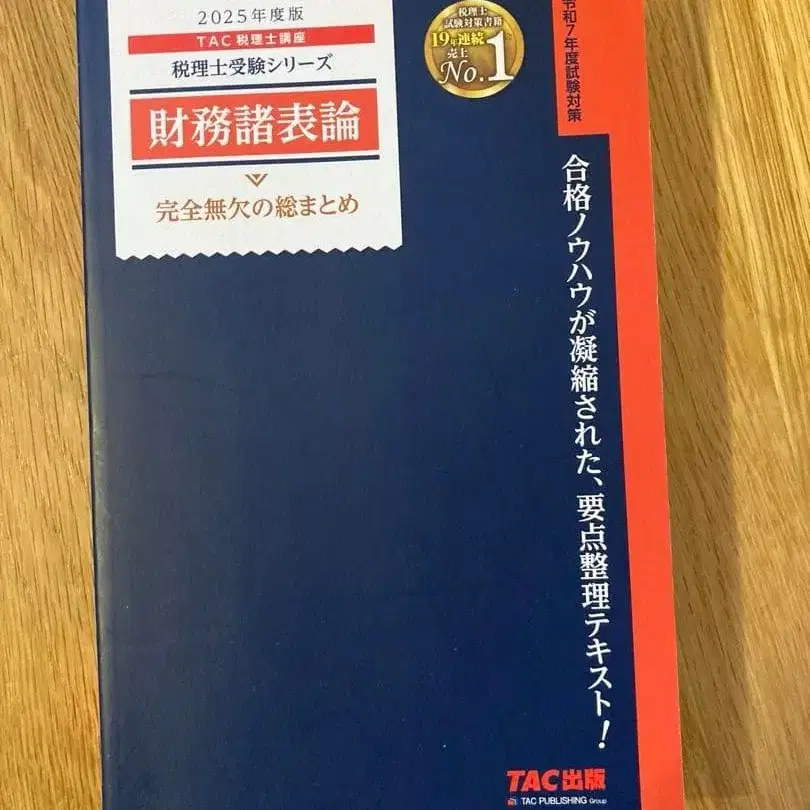 2025年度版
TAC 税理士講座
税理士受験シリーズ
財務諸表論
完全無欠の総まとめ
税理士
試験対策書籍
19年連続
売上
No.1
令和7年度試験対策
合格ノウハウが凝縮された、要点整理テキスト!
TAC出版
TAC PUBLISHING Group